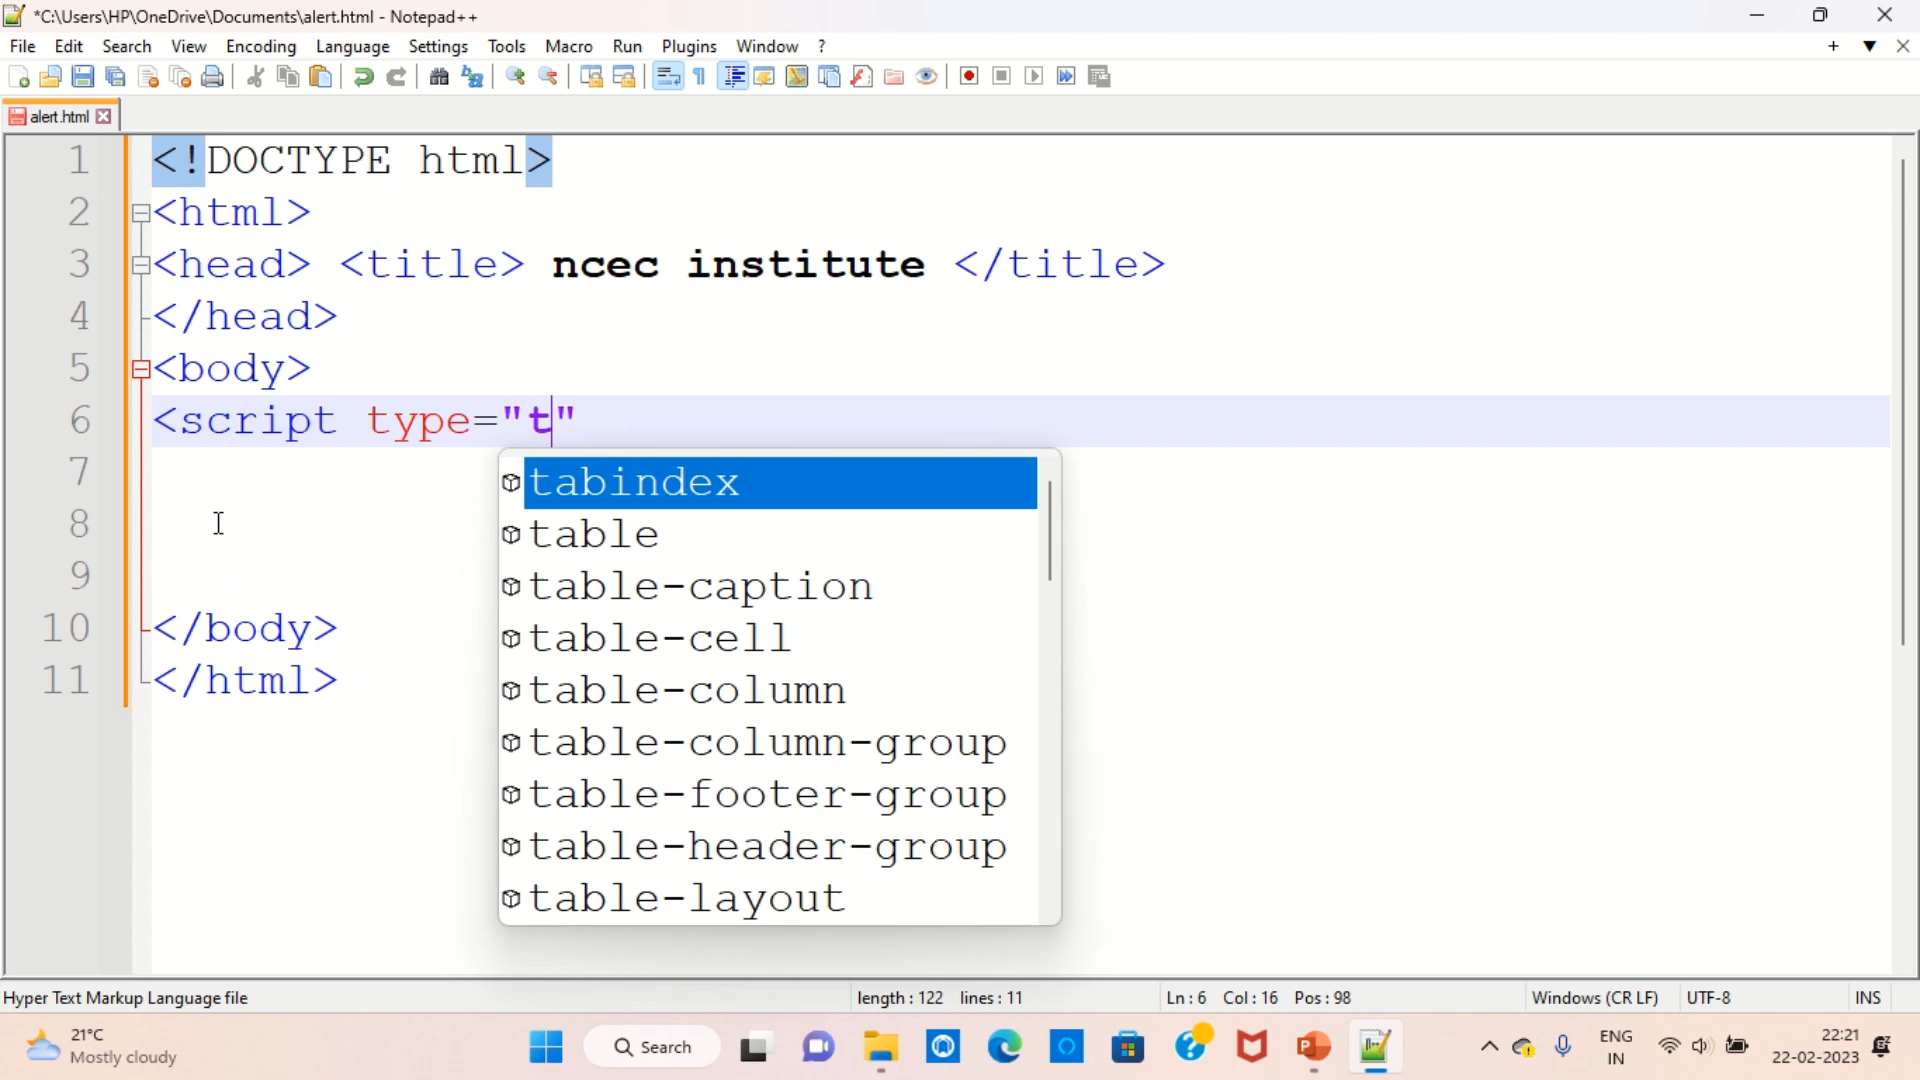 *C:\Users\HP\OneDrive\Documents\alert.html - Notepad++
File Edit Search View Encoding Language Settings Tools Macro Run Plugins Window ?
alert.html
1 <!DOCTYPE html>
2 <html>
3 <head> <title> ncec institute </title>
4 </head>
5 <body>
6 <script type="t"
7
8
9
10 </body>
11 </html>
tabindex
table
table-caption
table-cell
table-column
table-column-group
table-footer-group
table-header-group
table-layout
Hyper Text Markup Language file length : 122 lines : 11 Ln : 6 Col : 16 Pos : 98 Windows (CR LF) UTF-8 INS
21°C
Mostly cloudy
Search
ENG
IN
22:21
22-02-2023